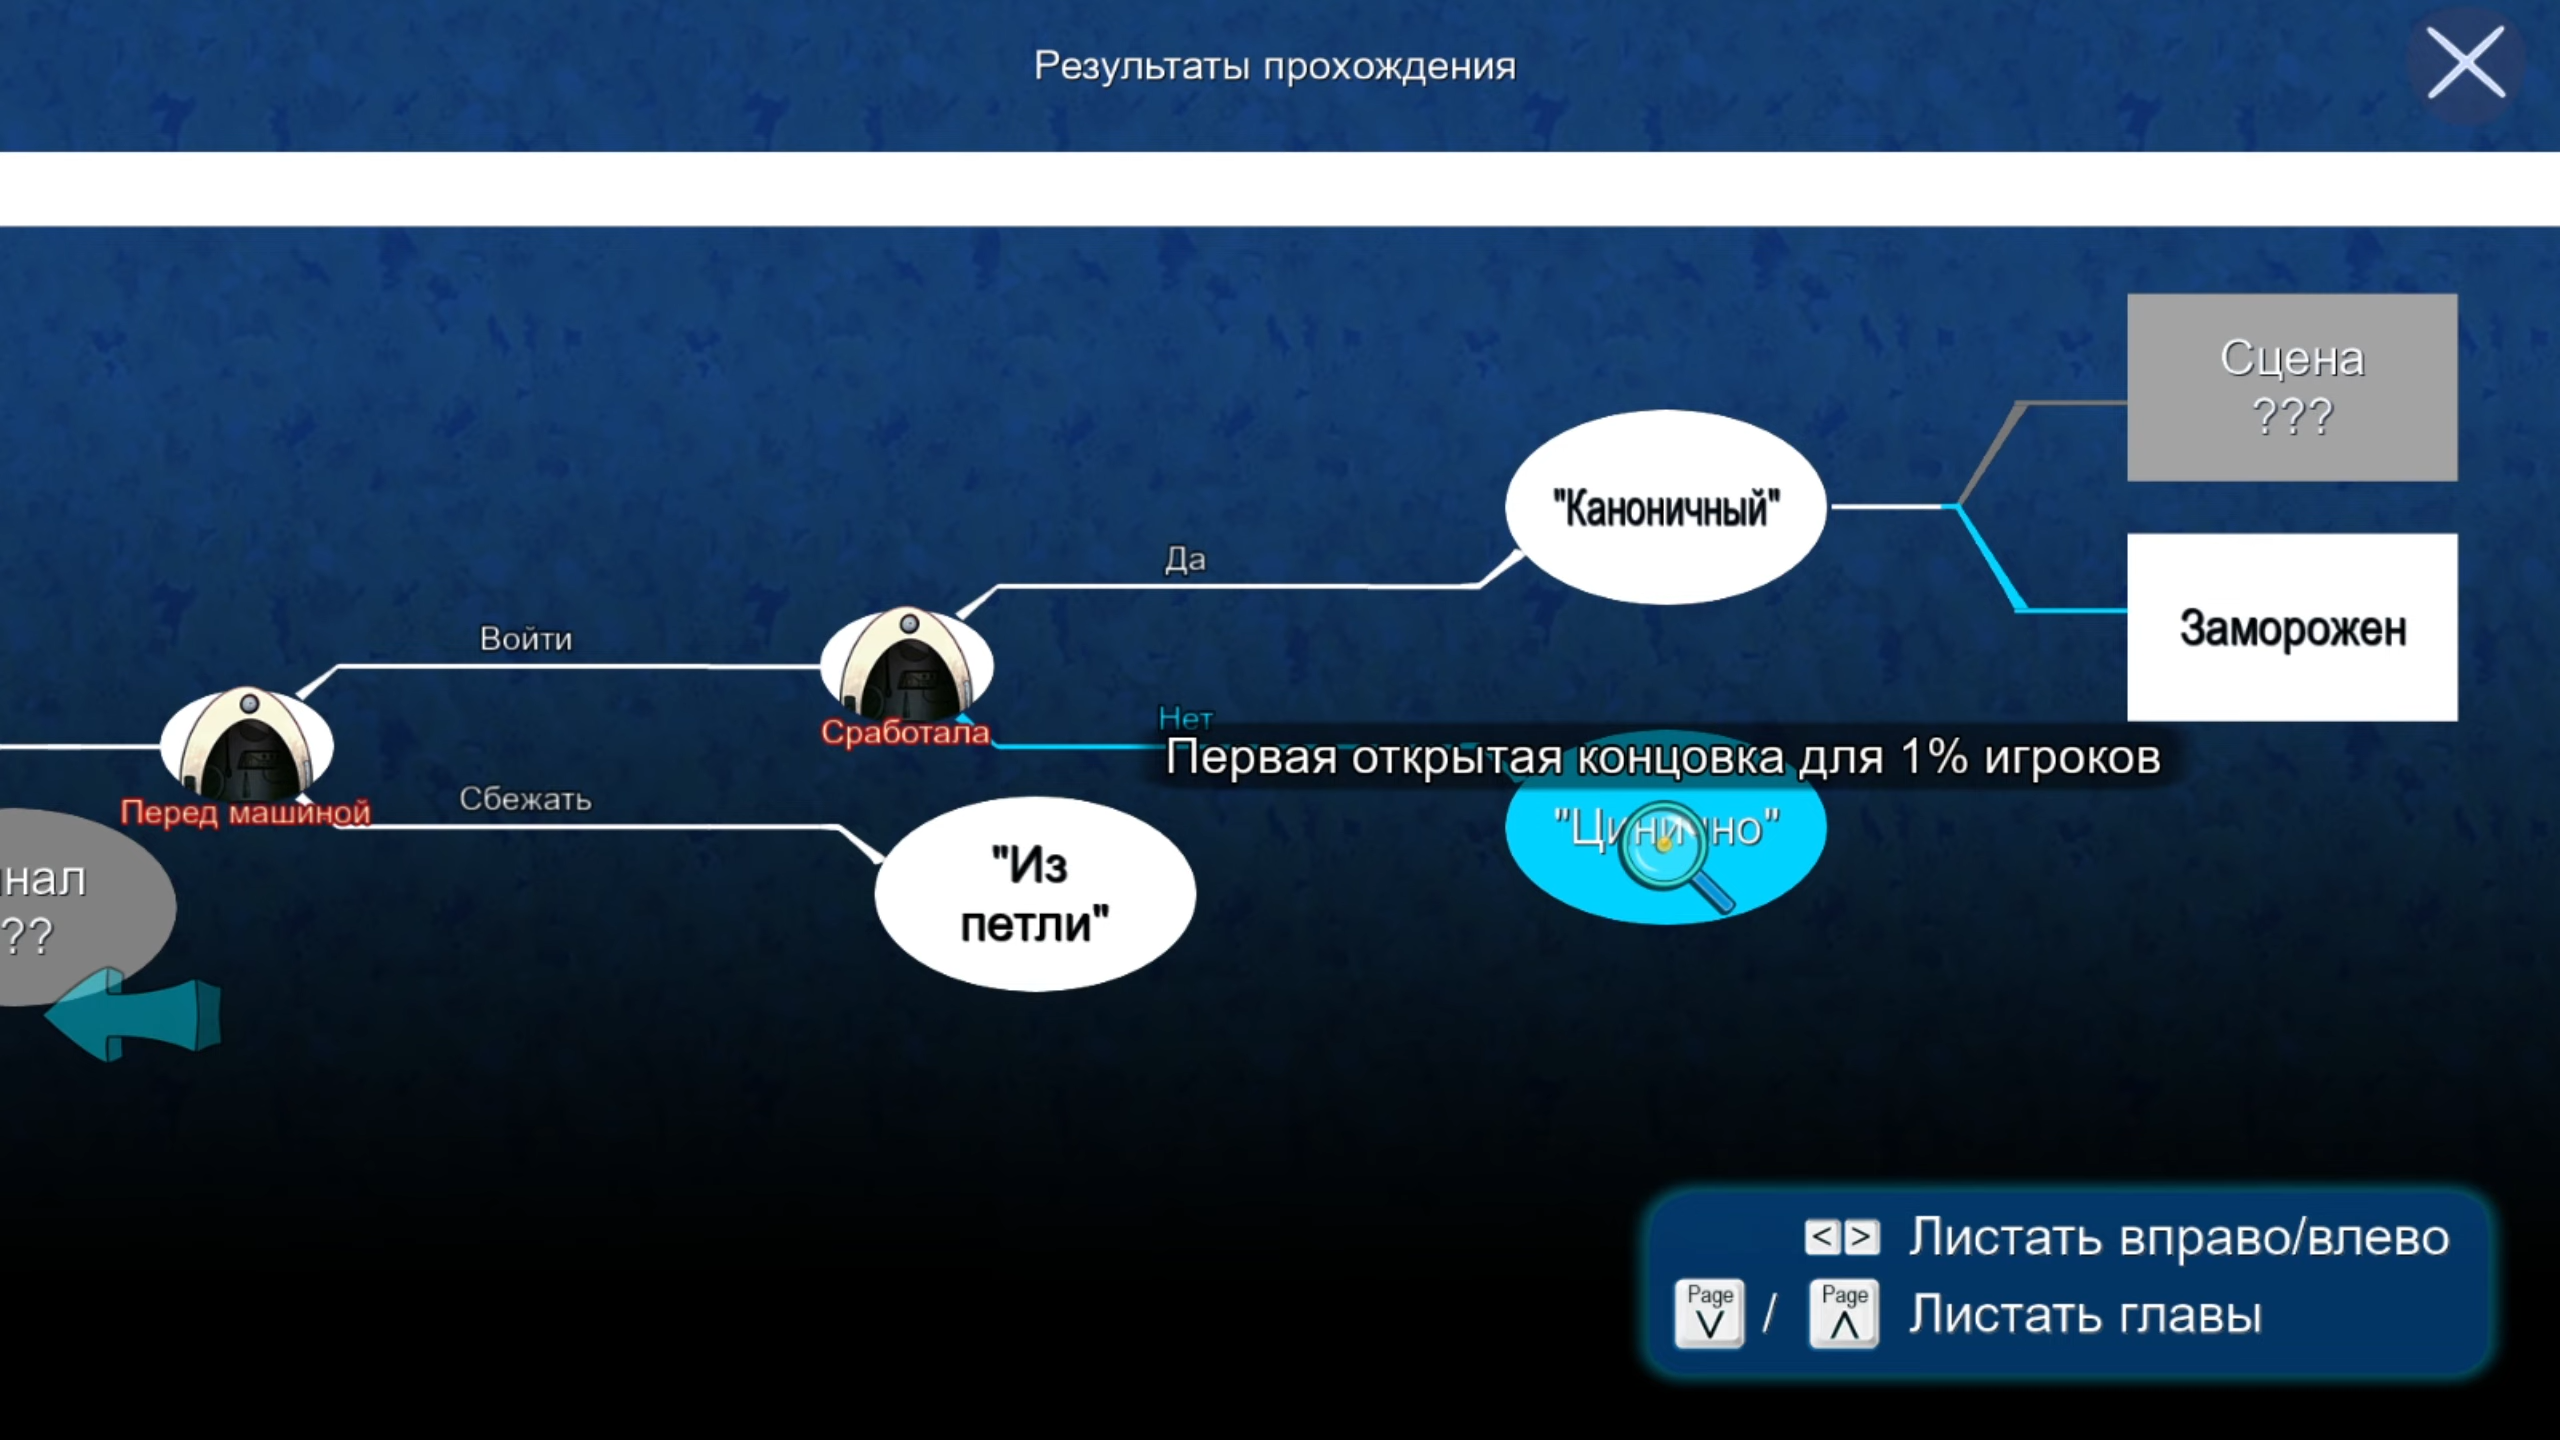 Результаты прохождения
Сцена
???
"Каноничный"
Да
Заморожен
Войти
Сработала
Нет
Первая открытая концовка для 1% игроков
Перед машиной
Сбежать
"Цинично"
"Из
петли"
нал
??
< > Листать вправо/влево
Page / Page Листать главы